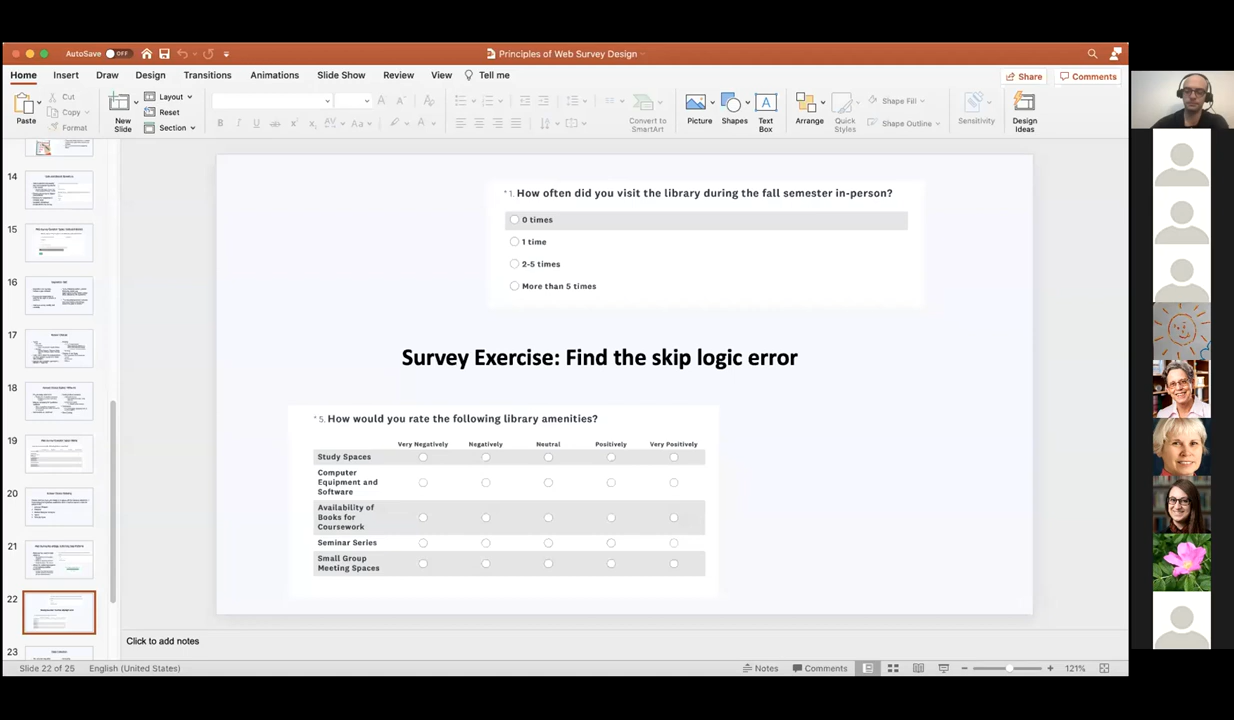 AutoSave OFF
Principles of Web Survey Design
Home Insert Draw Design Transitions Animations Slide Show Review View Tell me
Share Comments
Paste
Cut
Copy
Format
New
Slide
Layout
Reset
Section
Convert to
SmartArt
Picture
Shapes
Text
Box
Arrange
Quick
Styles
Shape Fill
Shape Outline
Sensitivity
Design
Ideas
14
15
16
17
18
19
20
21
22
23
* 1. How often did you visit the library during the fall semester in-person?
0 times
1 time
2-5 times
More than 5 times
Survey Exercise: Find the skip logic error
* 5. How would you rate the following library amenities?
Very Negatively Negatively Neutral Positively Very Positively
Study Spaces
Computer
Equipment and
Software
Availability of
Books for
Coursework
Seminar Series
Small Group
Meeting Spaces
Click to add notes
Slide 22 of 25 English (United States)
Notes Comments 121%